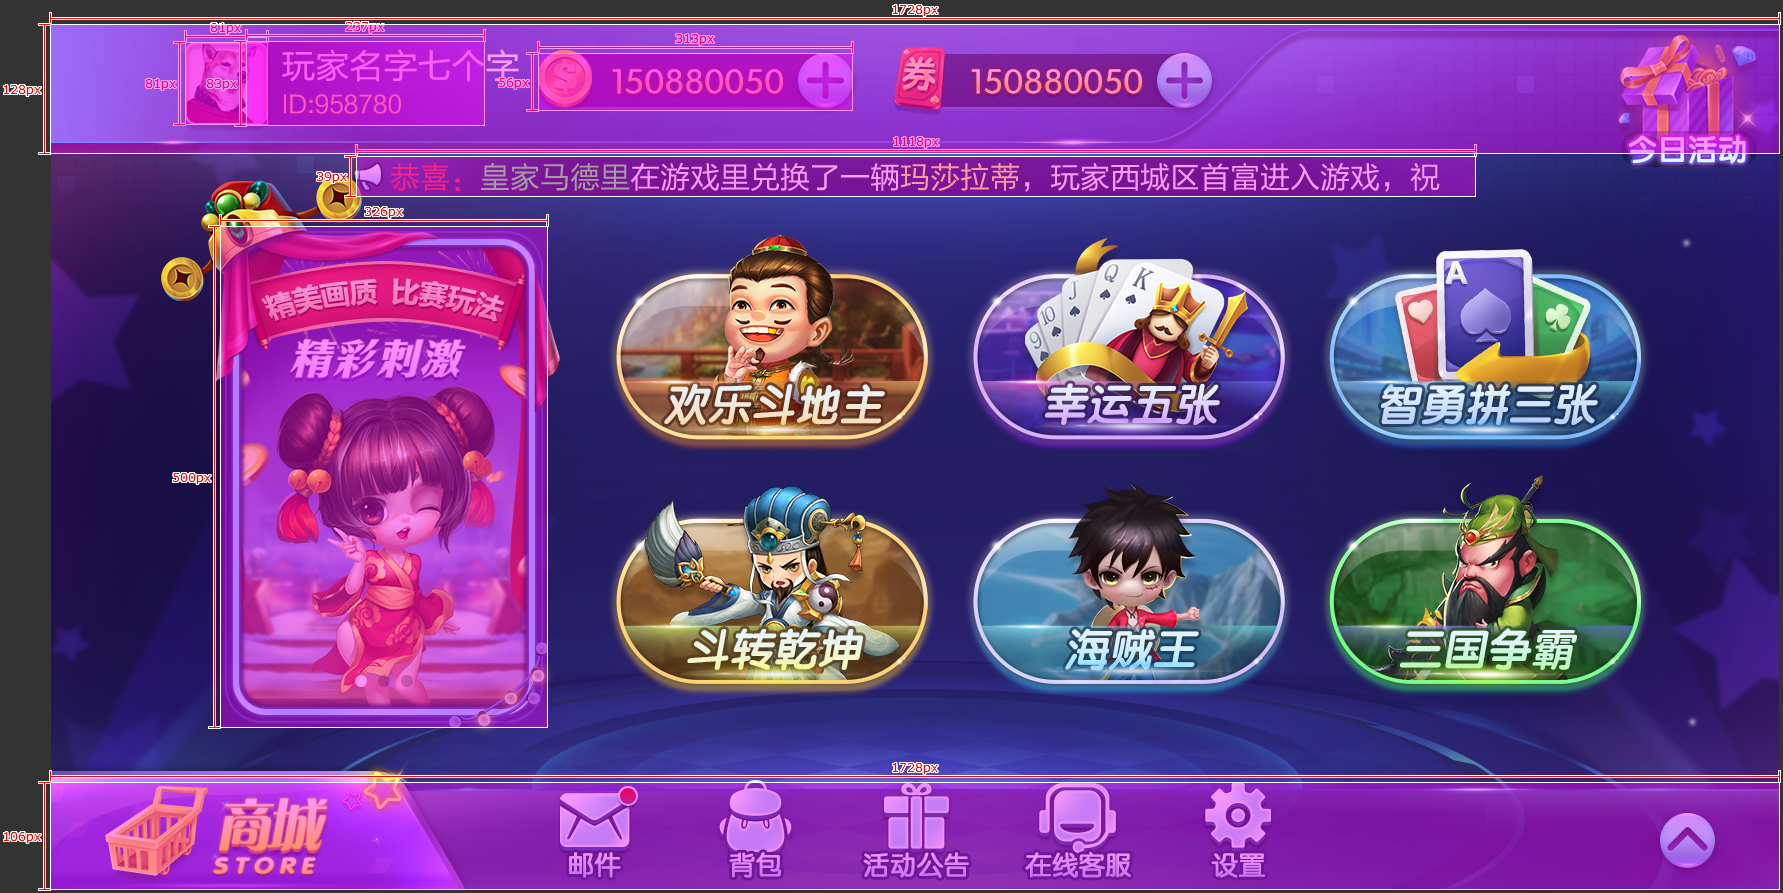 1728px
81px
237px
313px
玩家名字七个字
ID:958780
81px
83px
56px
128px
150880050
券
150880050
今日活动
1118px
39px
恭喜：皇家马德里在游戏里兑换了一辆玛莎拉蒂，玩家西城区首富进入游戏，祝
326px
精美画质 比赛玩法
精彩刺激
500px
欢乐斗地主
9
10
J
Q
K
幸运五张
A
智勇拼三张
斗转乾坤
海贼王
三国争霸
1728px
106px
商城
STORE
邮件
背包
活动公告
在线客服
设置